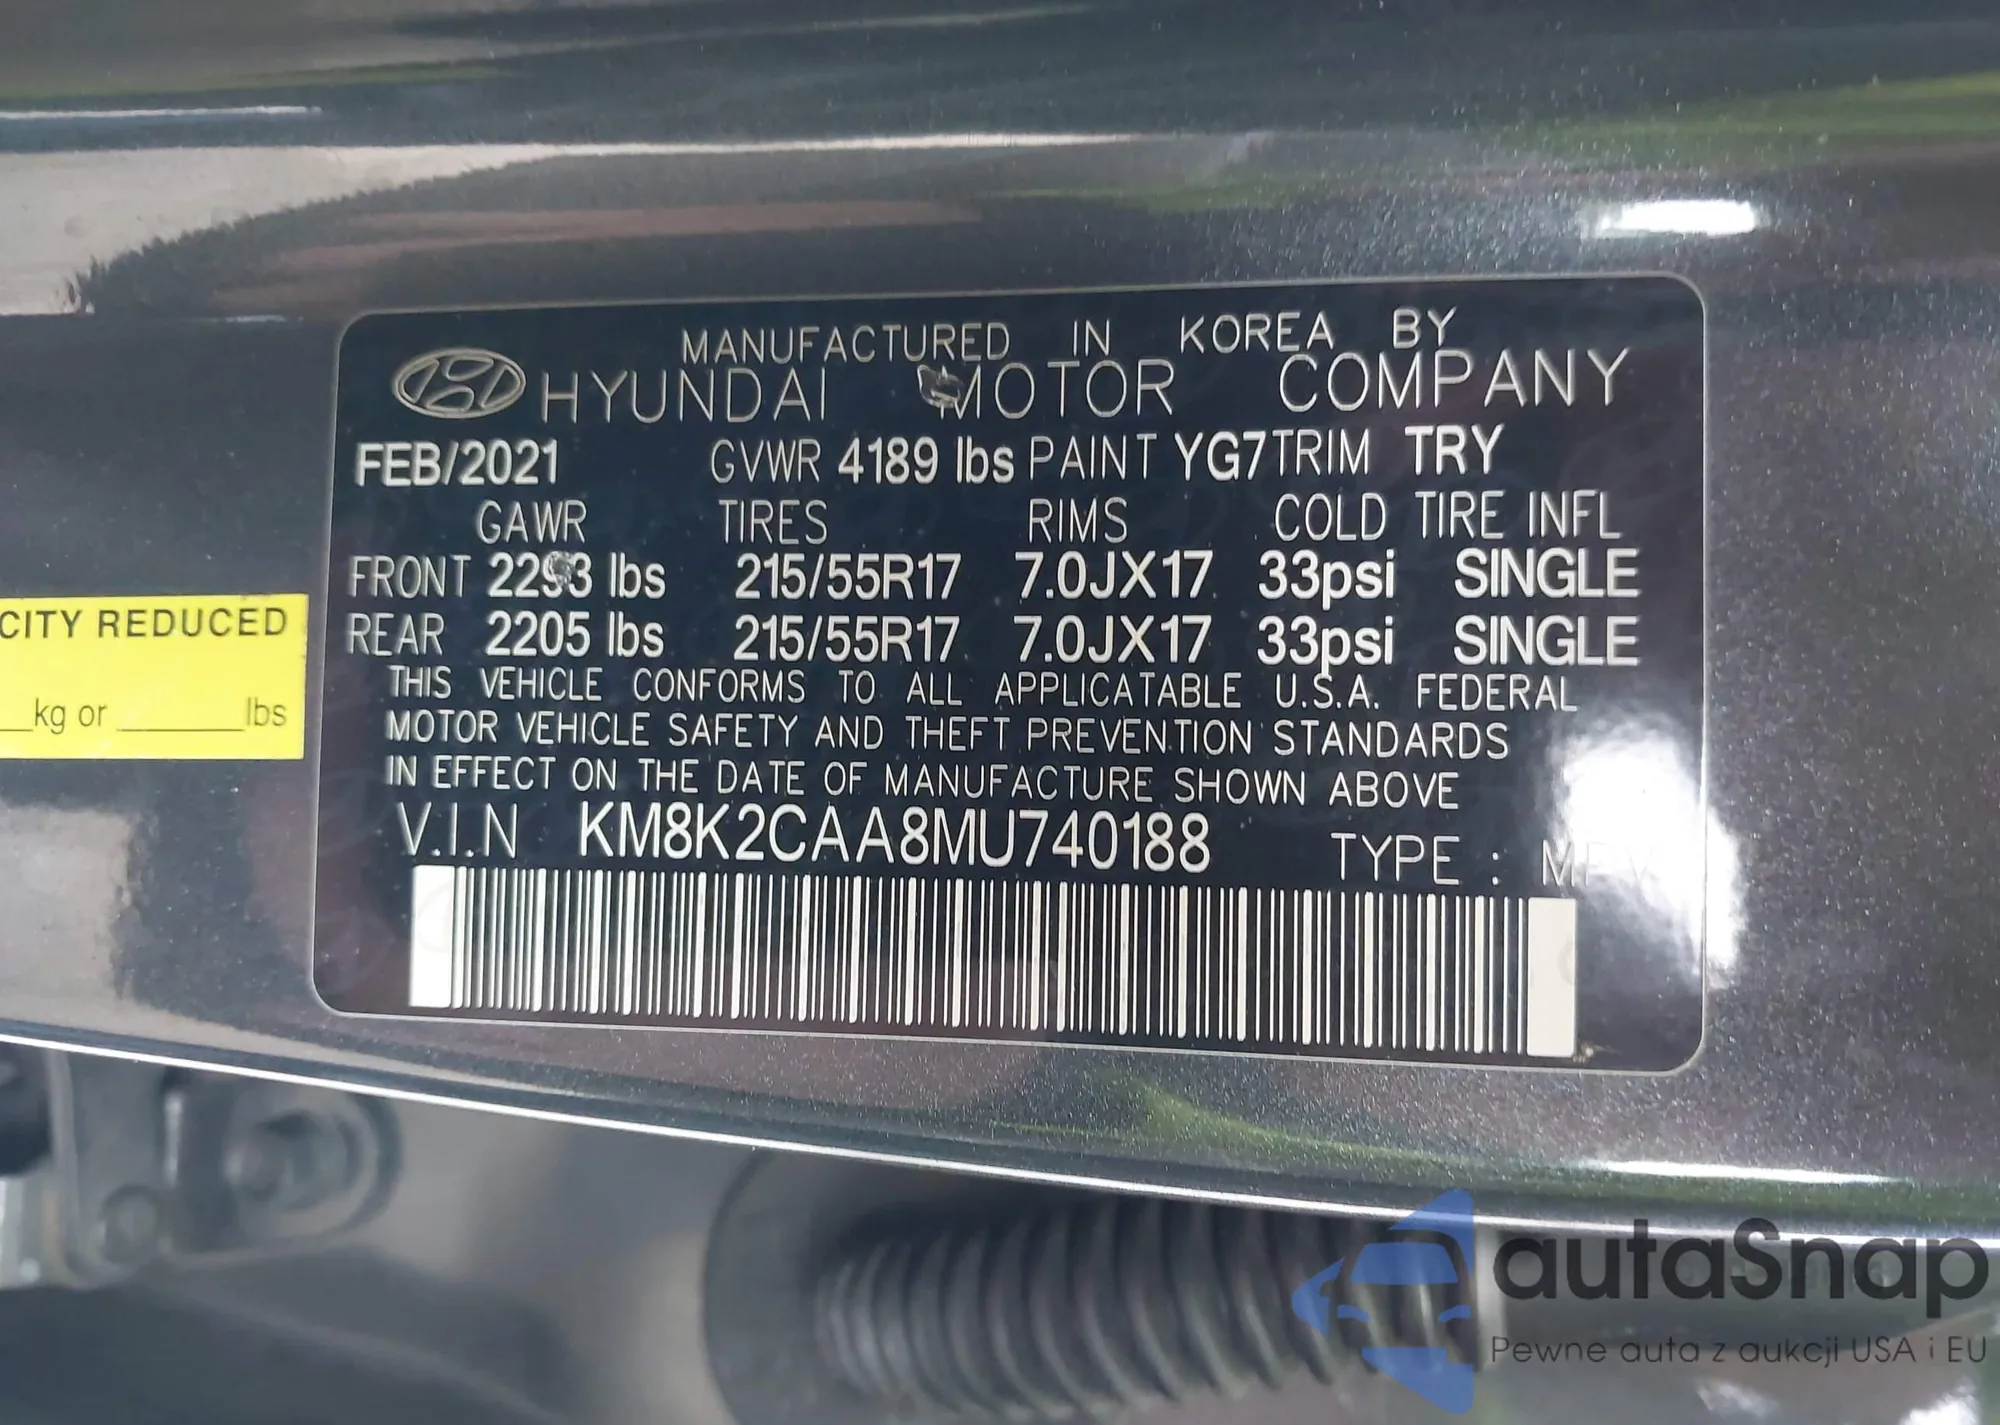 MANUFACTURED IN KOREA BY
HYUNDAI MOTOR COMPANY
FEB/2021 GVWR 4189 lbs PAINT YG7 TRIM TRY
GAWR TIRES RIMS COLD TIRE INFL
FRONT 2293 lbs 215/55R17 7.0JX17 33psi SINGLE
REAR 2205 lbs 215/55R17 7.0JX17 33psi SINGLE
THIS VEHICLE CONFORMS TO ALL APPLICATABLE U.S.A. FEDERAL
MOTOR VEHICLE SAFETY AND THEFT PREVENTION STANDARDS
IN EFFECT ON THE DATE OF MANUFACTURE SHOWN ABOVE
V.I.N KM8K2CAA8MU740188 TYPE : MPV
CITY REDUCED
kg or lbs
autaSnap
Pewne auta z aukcji USA i EU